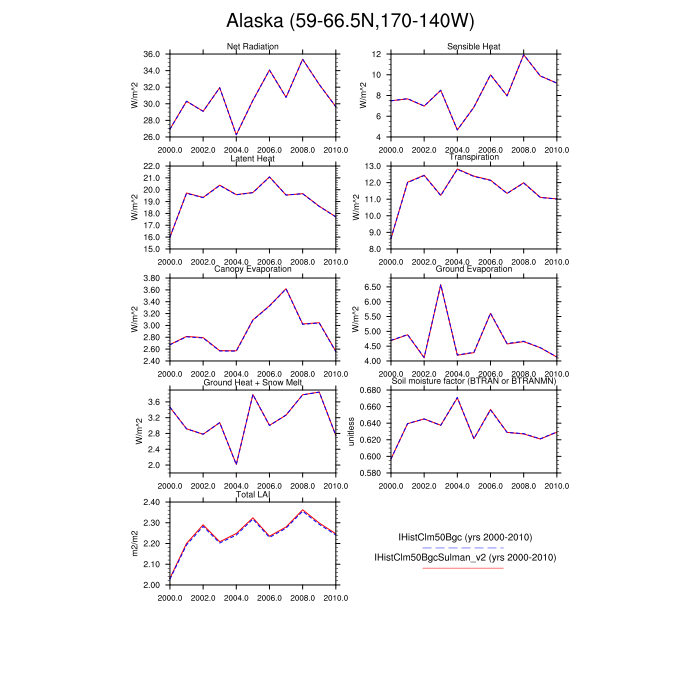 Alaska (59-66.5N,170-140W)
Net Radiation
W/m^2
36.0
34.0
32.0
30.0
28.0
26.0
2000.0 2002.0 2004.0 2006.0 2008.0 2010.0
Sensible Heat
W/m^2
12
10
8
6
4
2000.0 2002.0 2004.0 2006.0 2008.0 2010.0
Latent Heat
W/m^2
22.0
21.0
20.0
19.0
18.0
17.0
16.0
15.0
2000.0 2002.0 2004.0 2006.0 2008.0 2010.0
Transpiration
W/m^2
13.0
12.0
11.0
10.0
9.0
8.0
2000.0 2002.0 2004.0 2006.0 2008.0 2010.0
Canopy Evaporation
W/m^2
3.80
3.60
3.40
3.20
3.00
2.80
2.60
2.40
2000.0 2002.0 2004.0 2006.0 2008.0 2010.0
Ground Evaporation
W/m^2
6.50
6.00
5.50
5.00
4.50
4.00
2000.0 2002.0 2004.0 2006.0 2008.0 2010.0
Ground Heat + Snow Melt
W/m^2
3.6
3.2
2.8
2.4
2.0
2000.0 2002.0 2004.0 2006.0 2008.0 2010.0
Soil moisture factor (BTRAN or BTRANMN)
unitless
0.680
0.660
0.640
0.620
0.600
0.580
2000.0 2002.0 2004.0 2006.0 2008.0 2010.0
Total LAI
m2/m2
2.40
2.30
2.20
2.10
2.00
2000.0 2002.0 2004.0 2006.0 2008.0 2010.0
IHistClm50Bgc (yrs 2000-2010)
IHistClm50BgcSulman_v2 (yrs 2000-2010)